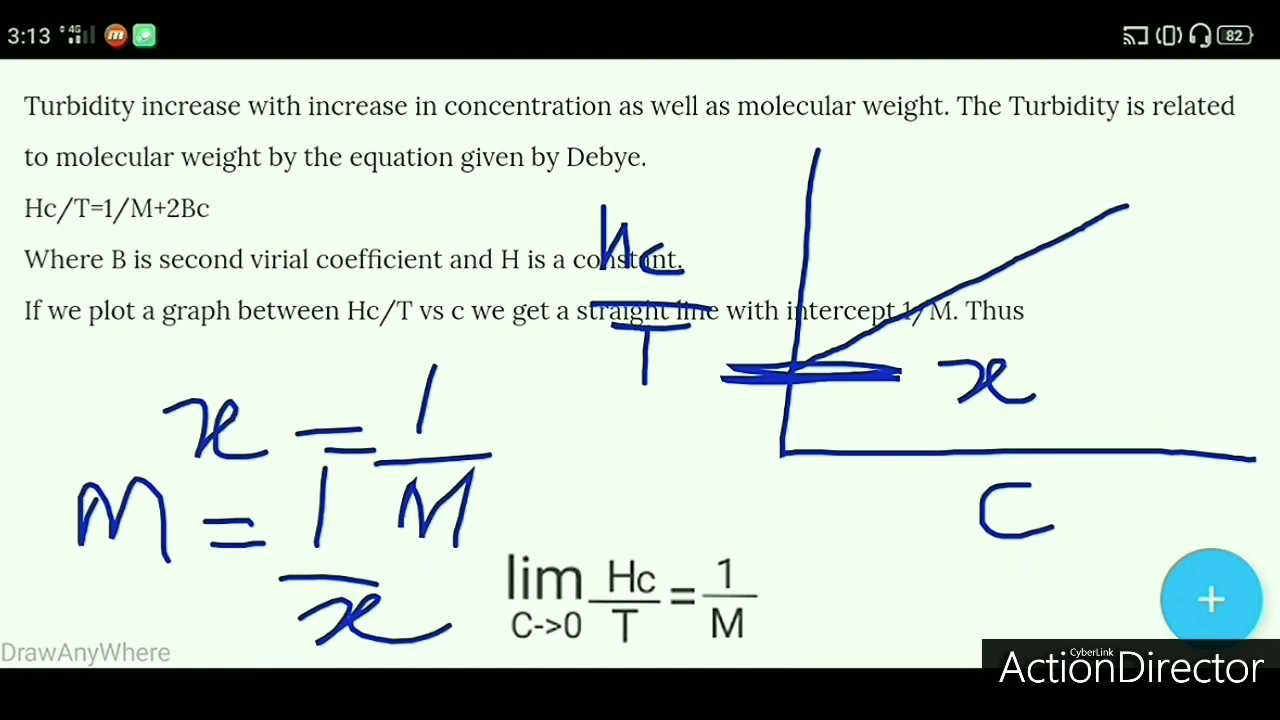 3:13 4G m 82
Turbidity increase with increase in concentration as well as molecular weight. The Turbidity is related
to molecular weight by the equation given by Debye.
Hc/T=1/M+2Bc
Where B is second virial coefficient and H is a constant.
If we plot a graph between Hc/T vs c we get a straight line with intercept 1/M. Thus
Hc
T
x
C
x = 1
M
M = 1
x
lim Hc = 1
C->0 T M
+
DrawAnyWhere
CyberLink
ActionDirector